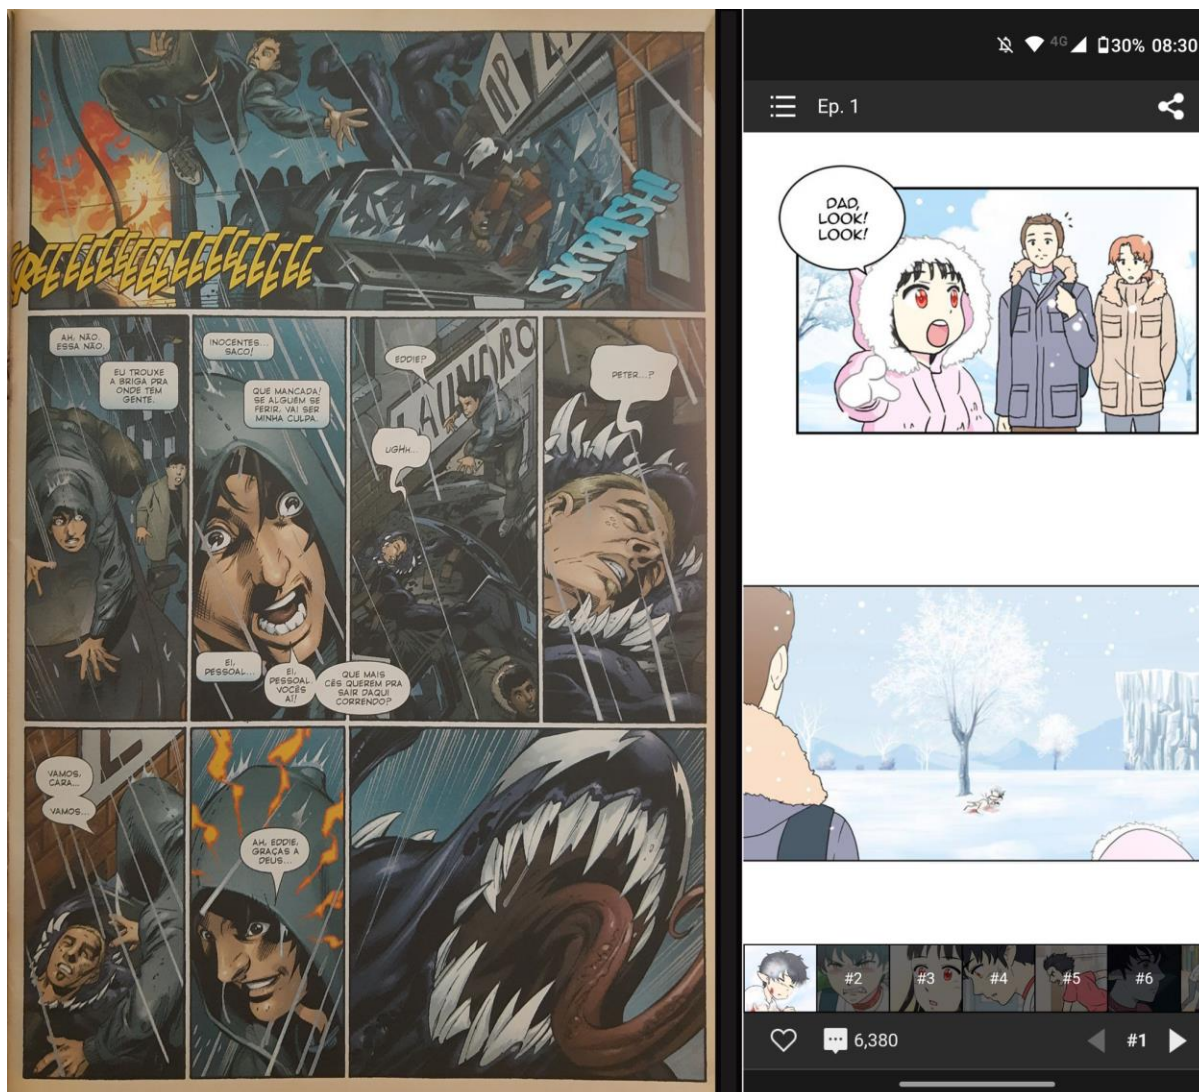 SKREEEEEEEEEEEEEEEE
SKRASH!
AH, NÃO.
ESSA NÃO.
EU TROUXE
A BRIGA PRA
ONDE TEM
GENTE.
INOCENTES...
SACO!
QUE MANCADA!
SE ALGUÉM SE
FERIR, VAI SER
MINHA CULPA.
EI,
PESSOAL...
EI,
PESSOAL.
VOCÊS
AÍ!
EDDIE?
LAUNDRO
UGHH...
QUE MAIS
CÊS QUEREM PRA
SAIR DAQUI
CORRENDO?
PETER...?
VAMOS,
CARA...
VAMOS...
AH, EDDIE,
GRAÇAS A
DEUS...
4G 30% 08:30
Ep. 1
DAD,
LOOK!
LOOK!
#2 #3 #4 #5 #6
6,380
#1